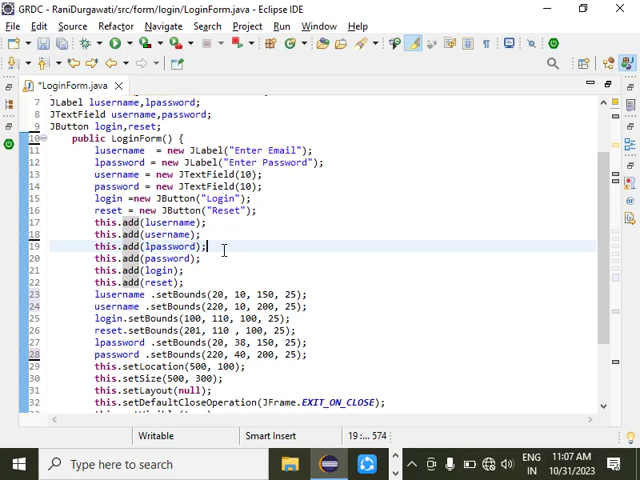 GRDC - RaniDurgawati/src/form/login/LoginForm.java - Eclipse IDE
File Edit Source Refactor Navigate Search Project Run Window Help
*LoginForm.java
7 JLabel lusername,lpassword;
8 JTextField username,password;
9 JButton login,reset;
10 public LoginForm() {
11 lusername = new JLabel("Enter Email");
12 lpassword = new JLabel("Enter Password");
13 username = new JTextField(10);
14 password = new JTextField(10);
15 login =new JButton("Login");
16 reset = new JButton("Reset");
17 this.add(lusername);
18 this.add(username);
19 this.add(lpassword);
20 this.add(password);
21 this.add(login);
22 this.add(reset);
23 lusername .setBounds(20, 10, 150, 25);
24 username .setBounds(220, 10, 200, 25);
25 login.setBounds(100, 110, 100, 25);
26 reset.setBounds(201, 110 , 100, 25);
27 lpassword .setBounds(20, 38, 150, 25);
28 password .setBounds(220, 40, 200, 25);
29 this.setLocation(500, 100);
30 this.setSize(500, 300);
31 this.setLayout(null);
32 this.setDefaultCloseOperation(JFrame.EXIT_ON_CLOSE);
Writable Smart Insert 19 : 574
Type here to search
ENG 11:07 AM
IN 10/31/2023